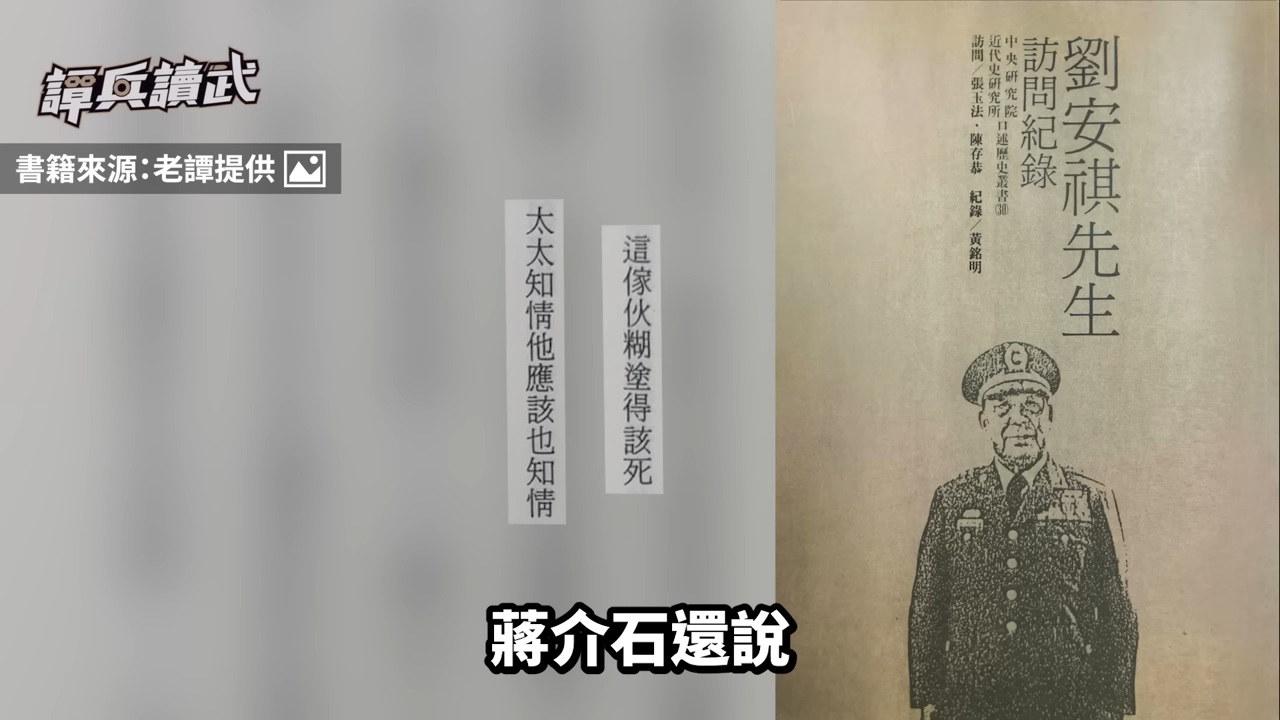 譚兵讀武
書籍來源：老譚提供
這傢伙糊塗得該死
太太知情他應該也知情
劉安祺先生
訪問紀錄
中央研究院
近代史研究所
口述歷史叢書(30)
訪問／張玉法・陳存恭　紀錄／黃銘明
C
蔣介石還說